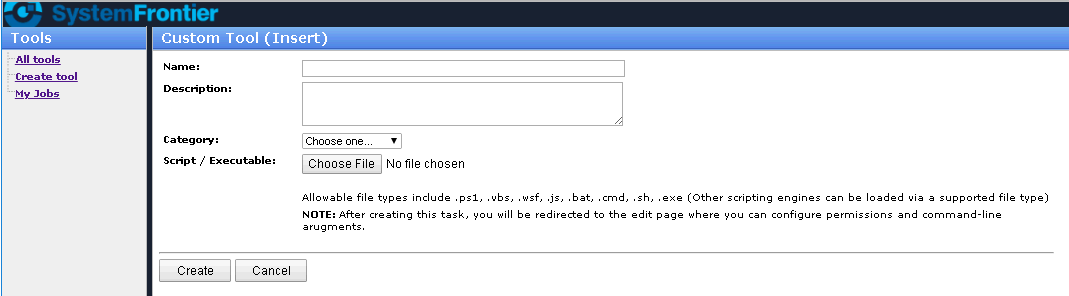 SystemFrontier
Tools
Custom Tool (Insert)
All tools
Create tool
My Jobs
Name:
Description:
Category:
Choose one...
Script / Executable:
Choose File No file chosen
Allowable file types include .ps1, .vbs, .wsf, .js, .bat, .cmd, .sh, .exe (Other scripting engines can be loaded via a supported file type)
NOTE: After creating this task, you will be redirected to the edit page where you can configure permissions and command-line
arugments.
Create
Cancel